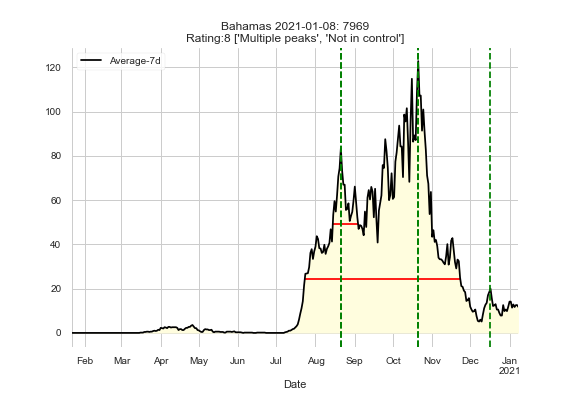 Bahamas 2021-01-08: 7969
Rating:8 ['Multiple peaks', 'Not in control']
Average-7d
120
100
80
60
40
20
0
Feb Mar Apr May Jun Jul Aug Sep Oct Nov Dec Jan
2021
Date